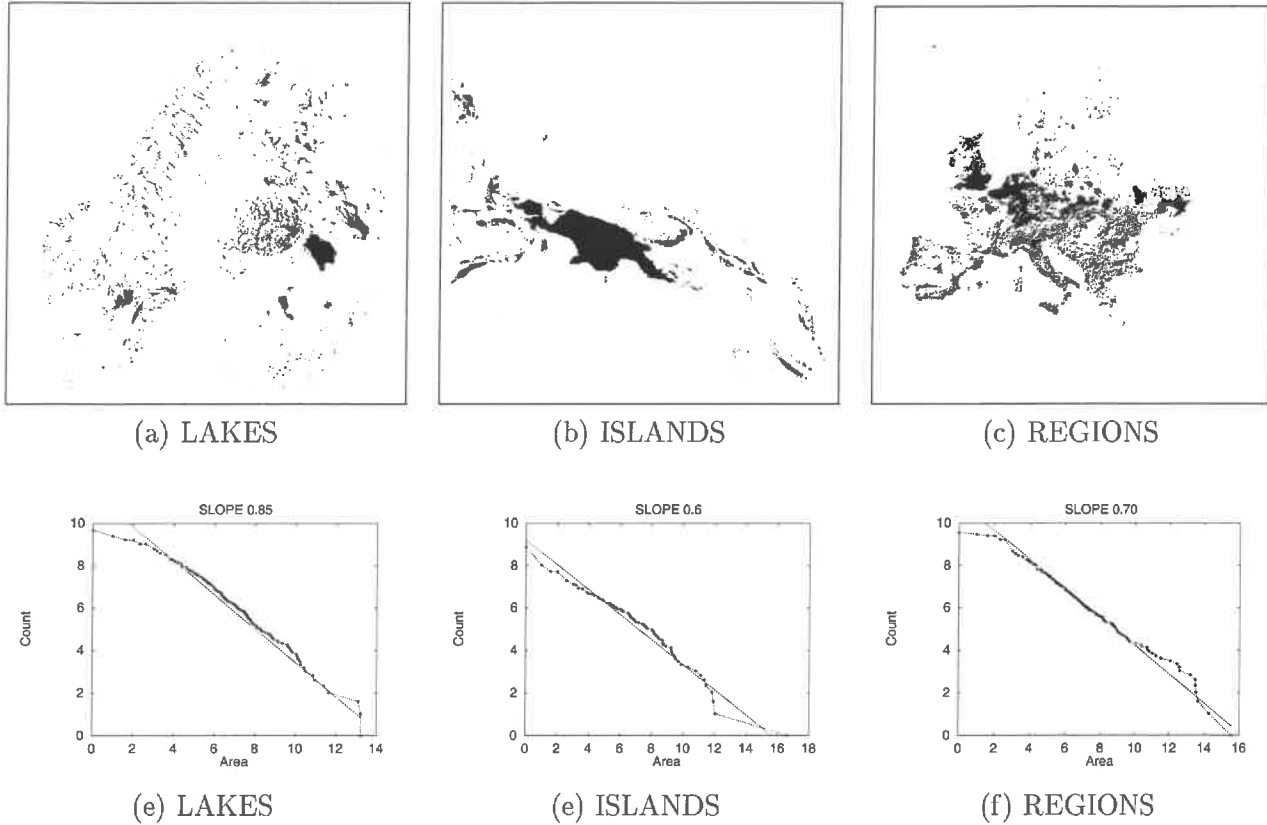 (a) LAKES
(b) ISLANDS
(c) REGIONS
SLOPE 0.85
10
8
6
4
2
0
Count
0 2 4 6 8 10 12 14
Area
SLOPE 0.6
10
8
6
4
2
0
Count
0 2 4 6 8 10 12 14 16 18
Area
SLOPE 0.70
10
8
6
4
2
0
Count
0 2 4 6 8 10 12 14 16
Area
(e) LAKES
(e) ISLANDS
(f) REGIONS